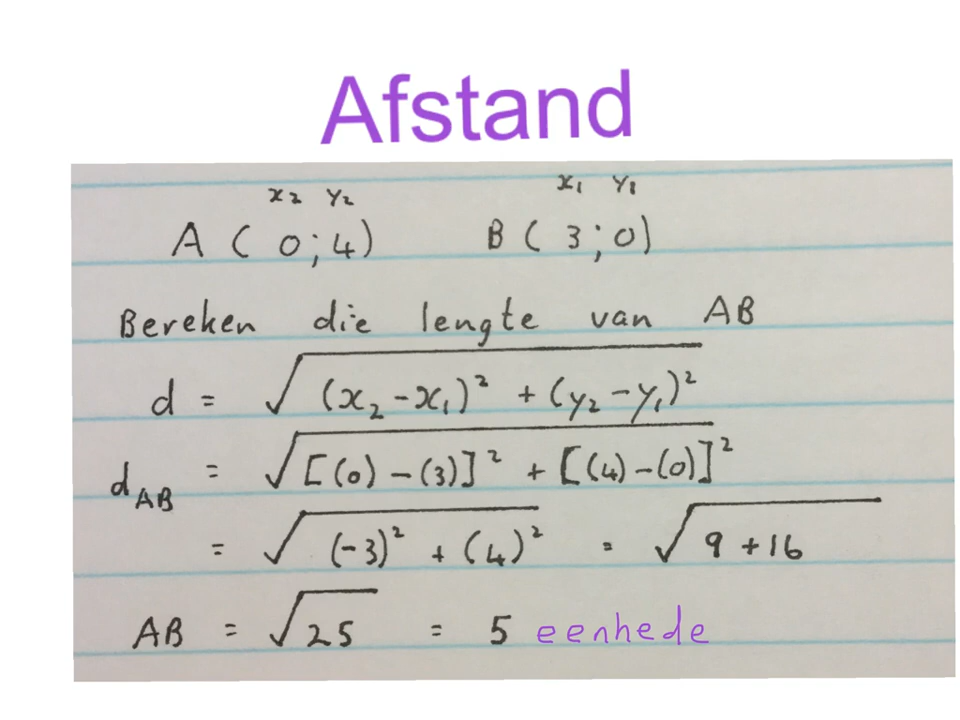 Afstand
x₂ y₂ x₁ y₁
A ( 0 ; 4 ) B ( 3 ; 0 )
Bereken die lengte van AB
d = √(x₂ - x₁)² + (y₂ - y₁)²
d_AB = √[(0) - (3)]² + [(4) - (0)]²
= √(-3)² + (4)² = √9 + 16
AB = √25 = 5 eenhede